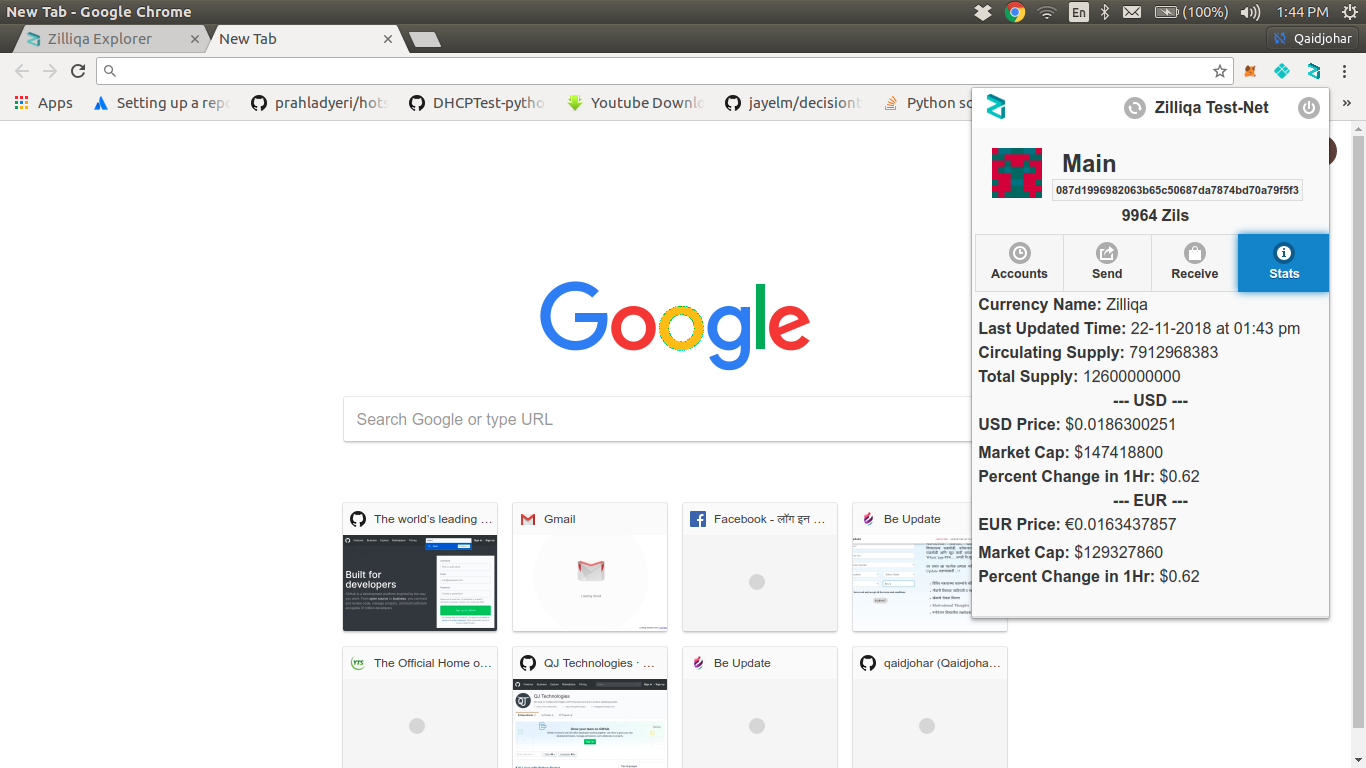 New Tab - Google Chrome
En
(100%)
1:44 PM
Zilliqa Explorer
New Tab
Qaidjohar
Apps
Setting up a repo
prahladyeri/hots
DHCPTest-pytho
Youtube Downlo
jayelm/decisiont
Python sc
»
Zilliqa Test-Net
Main
087d1996982063b65c50687da7874bd70a79f5f3
9964 Zils
Accounts
Send
Receive
Stats
Currency Name: Zilliqa
Last Updated Time: 22-11-2018 at 01:43 pm
Circulating Supply: 7912968383
Total Supply: 12600000000
--- USD ---
USD Price: $0.0186300251
Market Cap: $147418800
Percent Change in 1Hr: $0.62
--- EUR ---
EUR Price: €0.0163437857
Market Cap: $129327860
Percent Change in 1Hr: $0.62
Google
Search Google or type URL
The world's leading ...
Built for
developers
Gmail
Facebook - लॉग इन ...
Be Update
The Official Home o...
QJ Technologies · ...
QJ Technologies
Be Update
qaidjohar (Qaidjoha...